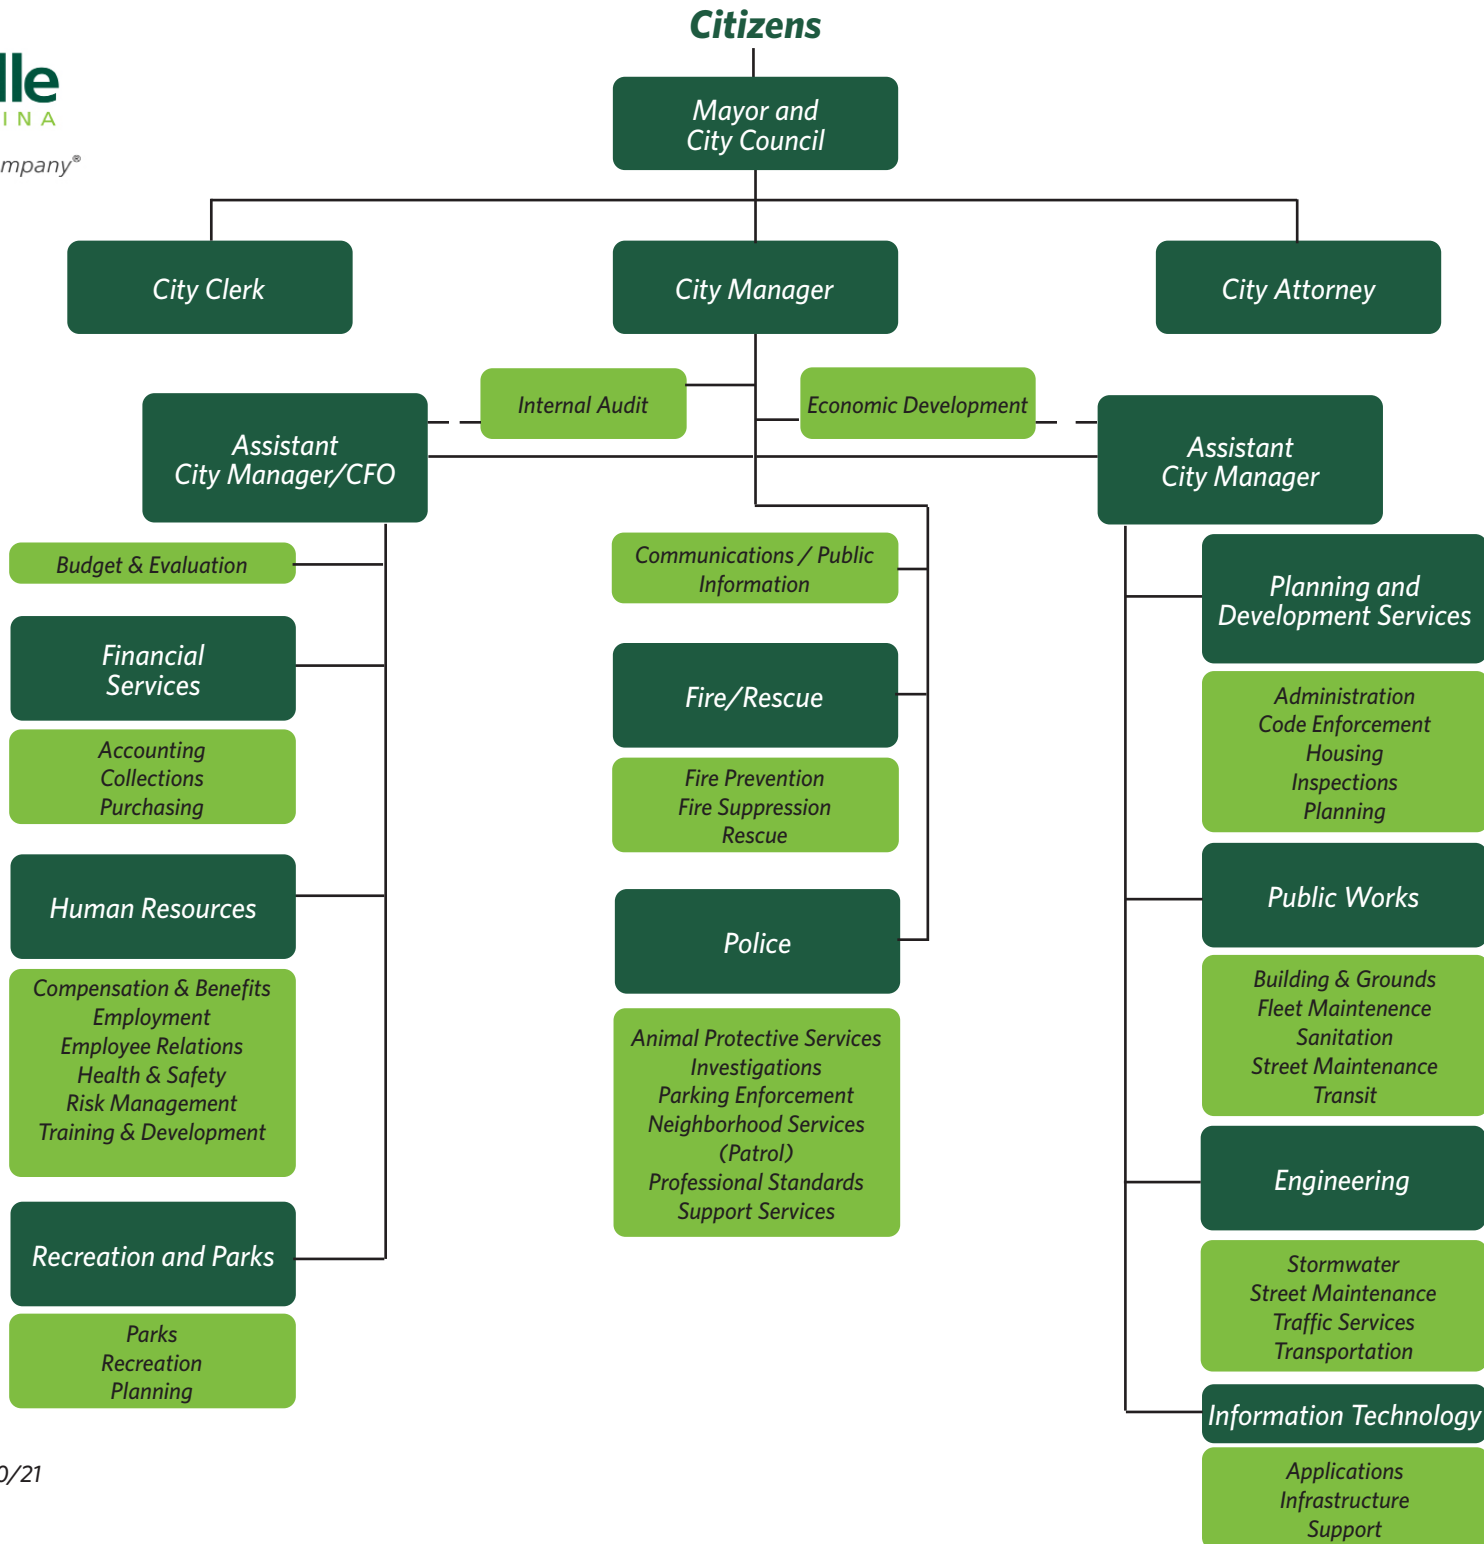 Citizens
lle
INA
mpany®
Mayor and
City Council
City Clerk
City Manager
City Attorney
Internal Audit
Economic Development
Assistant
City Manager/CFO
Assistant
City Manager
Budget & Evaluation
Financial
Services
Accounting
Collections
Purchasing
Human Resources
Compensation & Benefits
Employment
Employee Relations
Health & Safety
Risk Management
Training & Development
Recreation and Parks
Parks
Recreation
Planning
Communications / Public
Information
Fire/Rescue
Fire Prevention
Fire Suppression
Rescue
Police
Animal Protective Services
Investigations
Parking Enforcement
Neighborhood Services
(Patrol)
Professional Standards
Support Services
Planning and
Development Services
Administration
Code Enforcement
Housing
Inspections
Planning
Public Works
Building & Grounds
Fleet Maintenence
Sanitation
Street Maintenance
Transit
Engineering
Stormwater
Street Maintenance
Traffic Services
Transportation
Information Technology
Applications
Infrastructure
Support
0/21